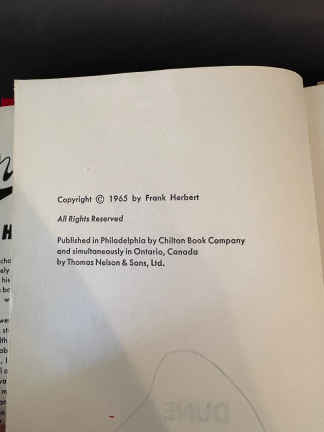 Copyright © 1965 by Frank Herbert
All Rights Reserved
Published in Philadelphia by Chilton Book Company
and simultaneously in Ontario, Canada
by Thomas Nelson & Sons, Ltd.
DUNE
H